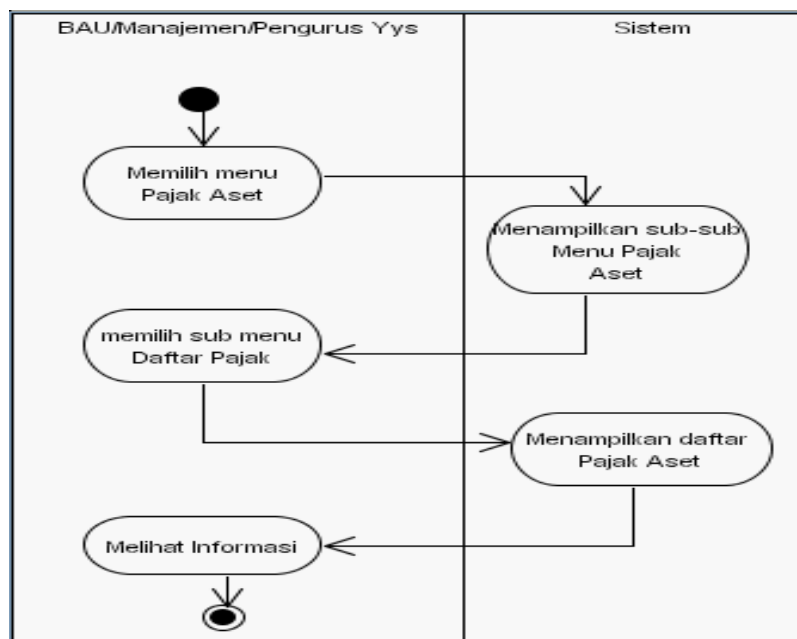 BAU/Manajemen/Pengurus Yys
Sistem
Memilih menu
Pajak Aset
Menampilkan sub-sub
Menu Pajak
Aset
memilih sub menu
Daftar Pajak
Menampilkan daftar
Pajak Aset
Melihat Informasi